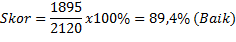 Skor = 1895/2120 x100% = 89,4% (Baik)